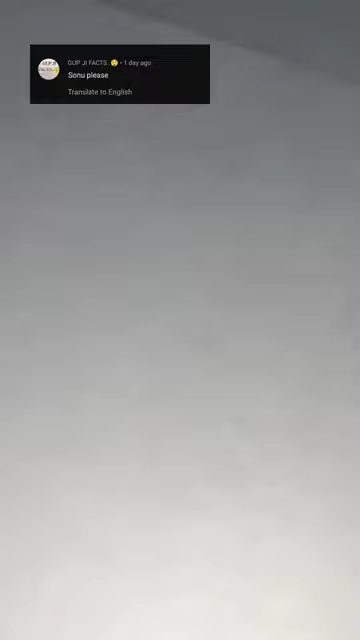 GUP JI FACTS. 😲 • 1 day ago
Sonu please
Translate to English